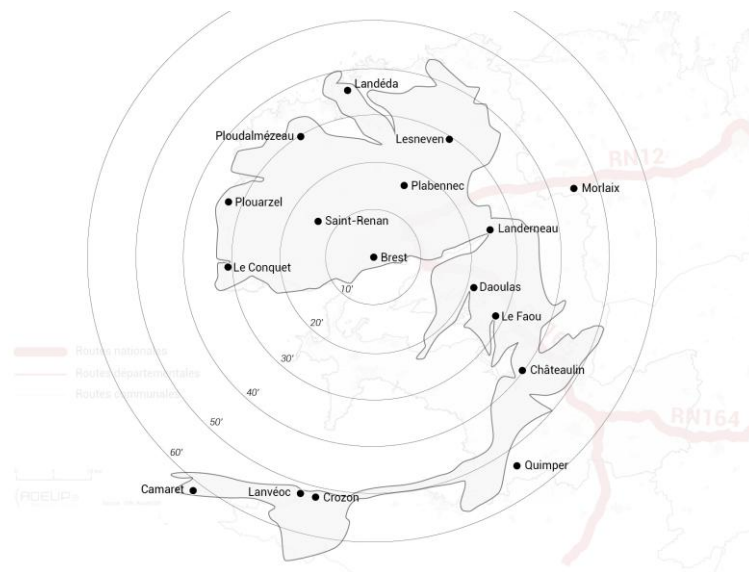 Landéda
Ploudalmézeau
Lesneven
RN12
Plabennec
Morlaix
Plouarzel
Saint-Renan
Landerneau
Brest
Le Conquet
10'
Daoulas
Le Faou
20'
Routes nationales
30'
Châteaulin
Routes départementales
Routes communales
40'
RN164
50'
60'
Quimper
Camaret
Lanvéoc
Crozon
(ADEUPa